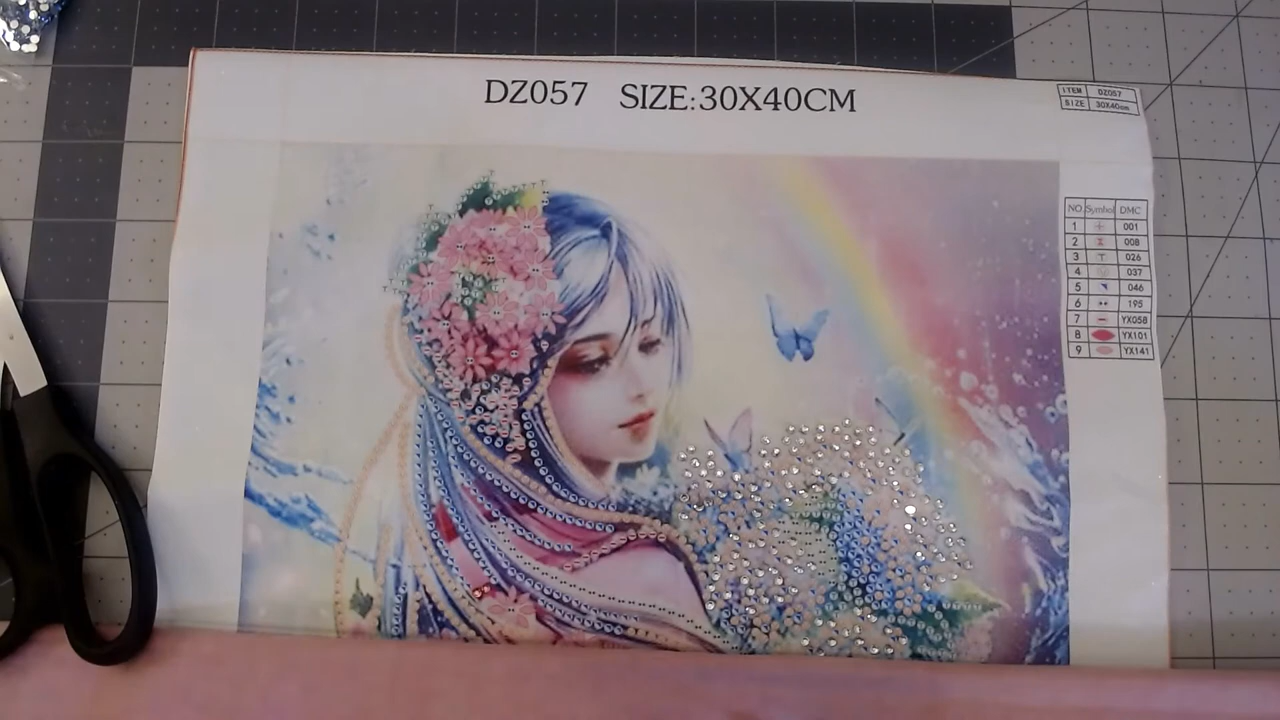 DZ057 SIZE:30X40CM
ITEM DZ057
SIZE 30X40cm
NO. Symbol DMC
1 + 001
2 008
3 T 026
4 037
5 046
6 195
7 - YX058
8 YX101
9 YX141